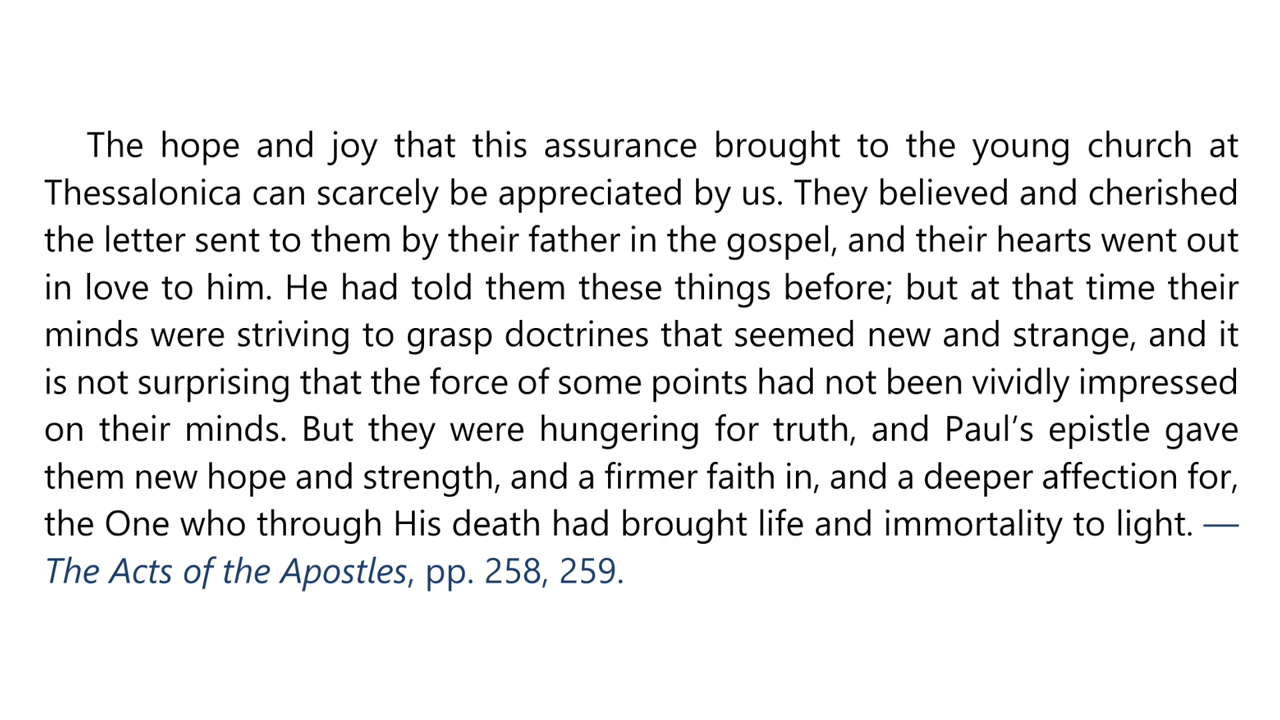 The hope and joy that this assurance brought to the young church at
Thessalonica can scarcely be appreciated by us. They believed and cherished
the letter sent to them by their father in the gospel, and their hearts went out
in love to him. He had told them these things before; but at that time their
minds were striving to grasp doctrines that seemed new and strange, and it
is not surprising that the force of some points had not been vividly impressed
on their minds. But they were hungering for truth, and Paul’s epistle gave
them new hope and strength, and a firmer faith in, and a deeper affection for,
the One who through His death had brought life and immortality to light. —
The Acts of the Apostles, pp. 258, 259.